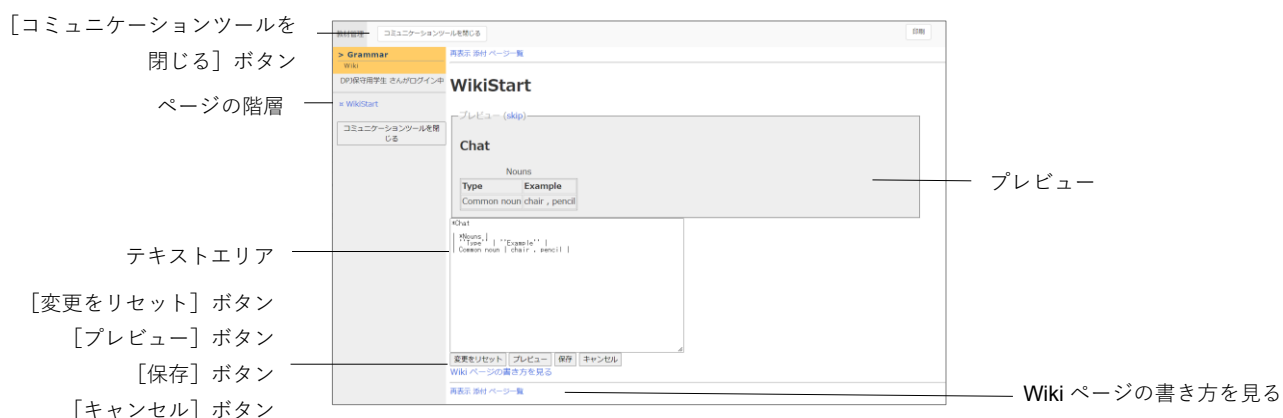 ［コミュニケーションツールを
閉じる］ボタン
ページの階層
テキストエリア
［変更をリセット］ボタン
［プレビュー］ボタン
［保存］ボタン
［キャンセル］ボタン
教材管理 コミュニケーションツールを閉じる 印刷
> Grammar
Wiki
DPJ保守用学生 さんがログイン中
× WikiStart
コミュニケーションツールを閉
じる
再表示 添付 ページ一覧
WikiStart
プレビュー (skip)
Chat
Nouns
Type Example
Common noun chair , pencil
*Chat
| *Nouns |
| ''Type'' | ''Example'' |
| Common noun | chair , pencil |
変更をリセット プレビュー 保存 キャンセル
Wiki ページの書き方を見る
再表示 添付 ページ一覧
プレビュー
Wiki ページの書き方を見る